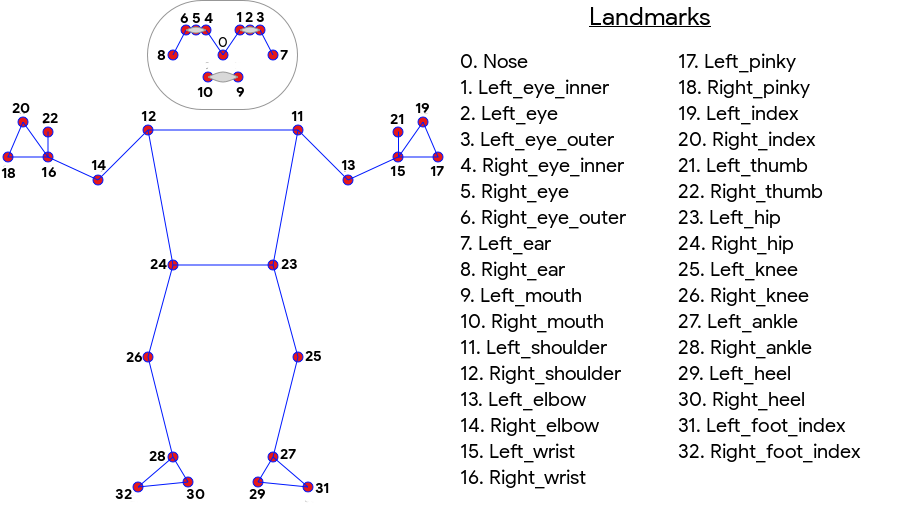 Landmarks
6 5 4 1 2 3
0
8 7
10 9
20 22 12 11 21 19
18 16 14 13 15 17
24 23
26 25
28 27
32 30 29 31
0. Nose
1. Left_eye_inner
2. Left_eye
3. Left_eye_outer
4. Right_eye_inner
5. Right_eye
6. Right_eye_outer
7. Left_ear
8. Right_ear
9. Left_mouth
10. Right_mouth
11. Left_shoulder
12. Right_shoulder
13. Left_elbow
14. Right_elbow
15. Left_wrist
16. Right_wrist
17. Left_pinky
18. Right_pinky
19. Left_index
20. Right_index
21. Left_thumb
22. Right_thumb
23. Left_hip
24. Right_hip
25. Left_knee
26. Right_knee
27. Left_ankle
28. Right_ankle
29. Left_heel
30. Right_heel
31. Left_foot_index
32. Right_foot_index